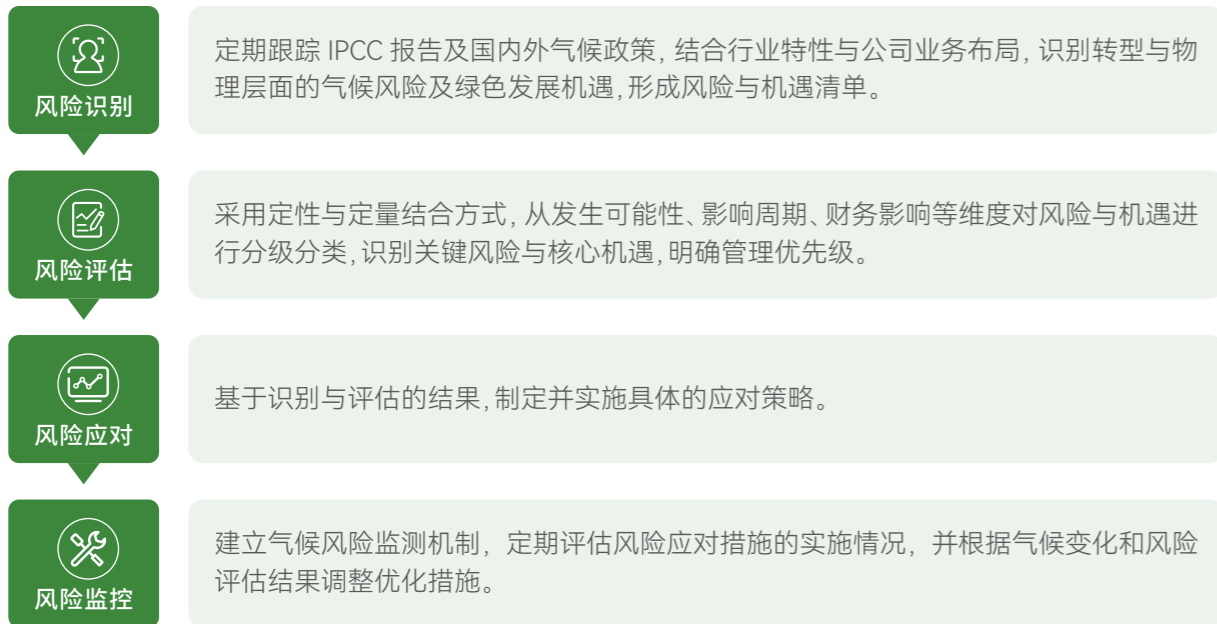 风险识别
定期跟踪 IPCC 报告及国内外气候政策，结合行业特性与公司业务布局，识别转型与物
理层面的气候风险及绿色发展机遇，形成风险与机遇清单。
风险评估
采用定性与定量结合方式，从发生可能性、影响周期、财务影响等维度对风险与机遇进
行分级分类，识别关键风险与核心机遇，明确管理优先级。
风险应对
基于识别与评估的结果，制定并实施具体的应对策略。
风险监控
建立气候风险监测机制，定期评估风险应对措施的实施情况，并根据气候变化和风险
评估结果调整优化措施。